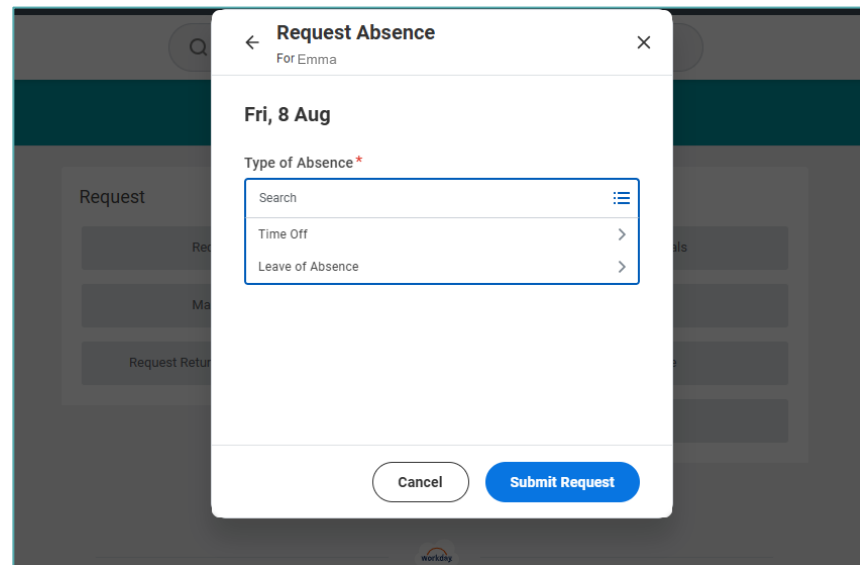 Request Absence
For Emma
Fri, 8 Aug
Type of Absence*
Search
Time Off
Leave of Absence
Cancel
Submit Request
Request
Request Retur
workday.